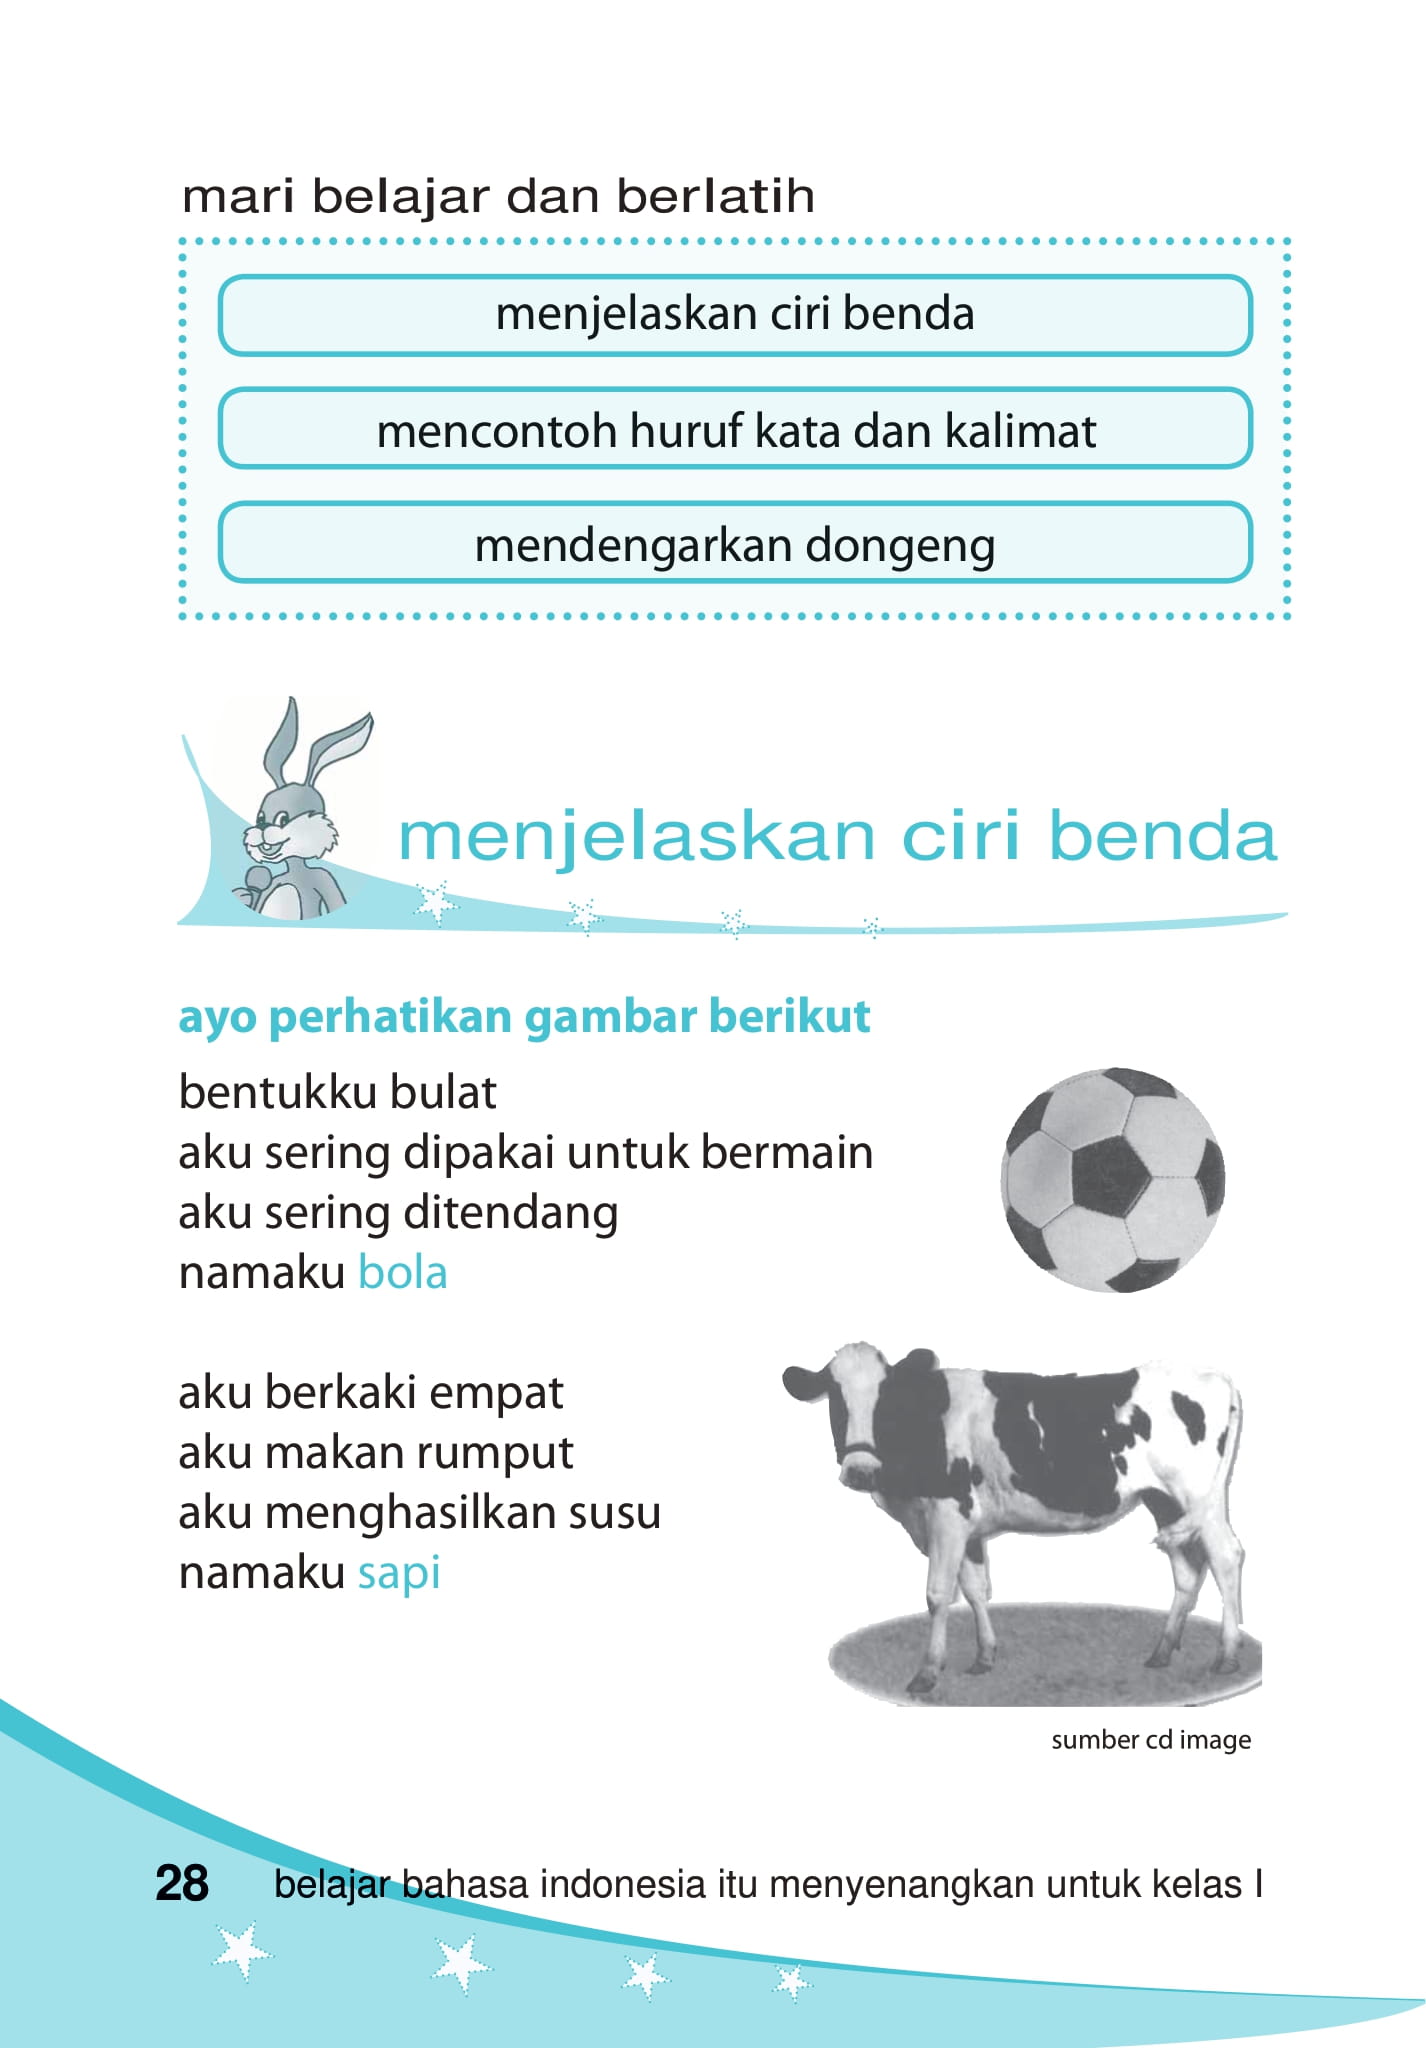 mari belajar dan berlatih
menjelaskan ciri benda
mencontoh huruf kata dan kalimat
mendengarkan dongeng
menjelaskan ciri benda
ayo perhatikan gambar berikut
bentukku bulat
aku sering dipakai untuk bermain
aku sering ditendang
namaku bola
aku berkaki empat
aku makan rumput
aku menghasilkan susu
namaku sapi
sumber cd image
28 belajar bahasa indonesia itu menyenangkan untuk kelas I